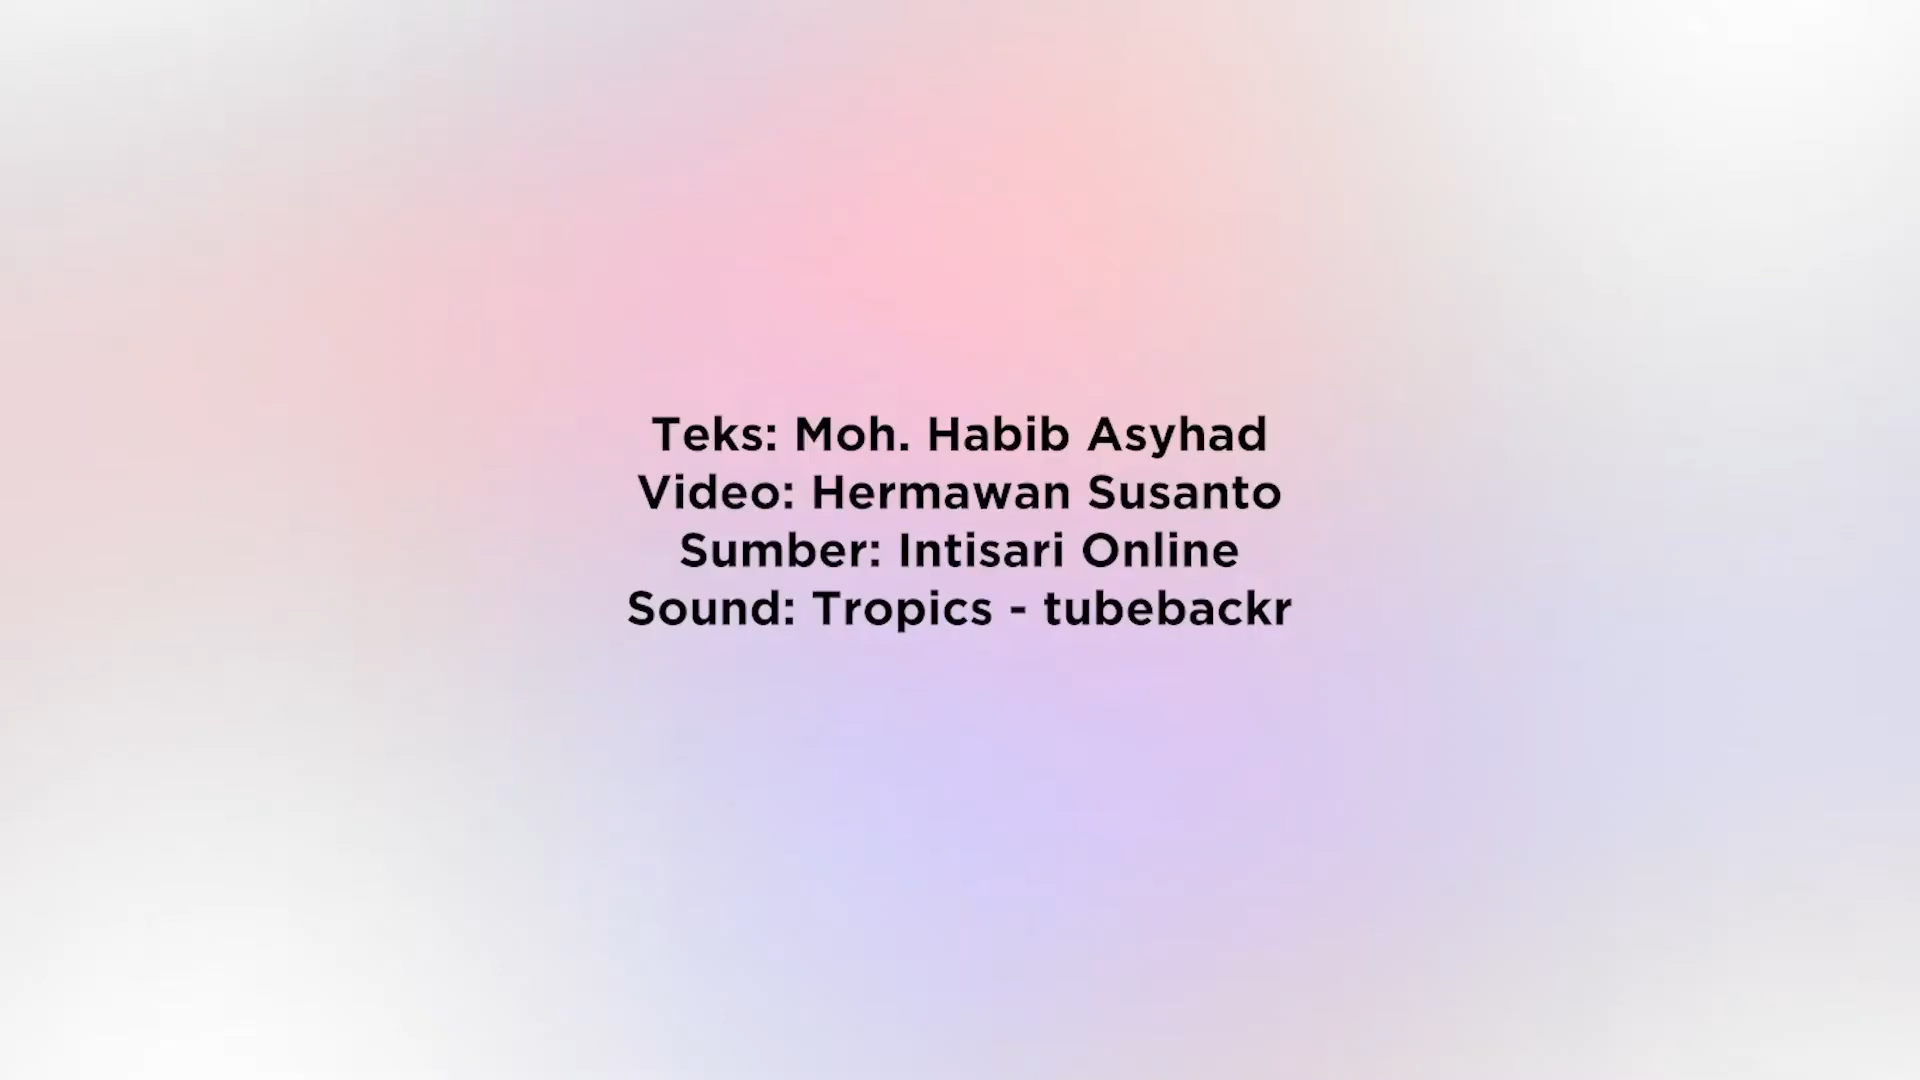 Teks: Moh. Habib Asyhad
Video: Hermawan Susanto
Sumber: Intisari Online
Sound: Tropics - tubebackr